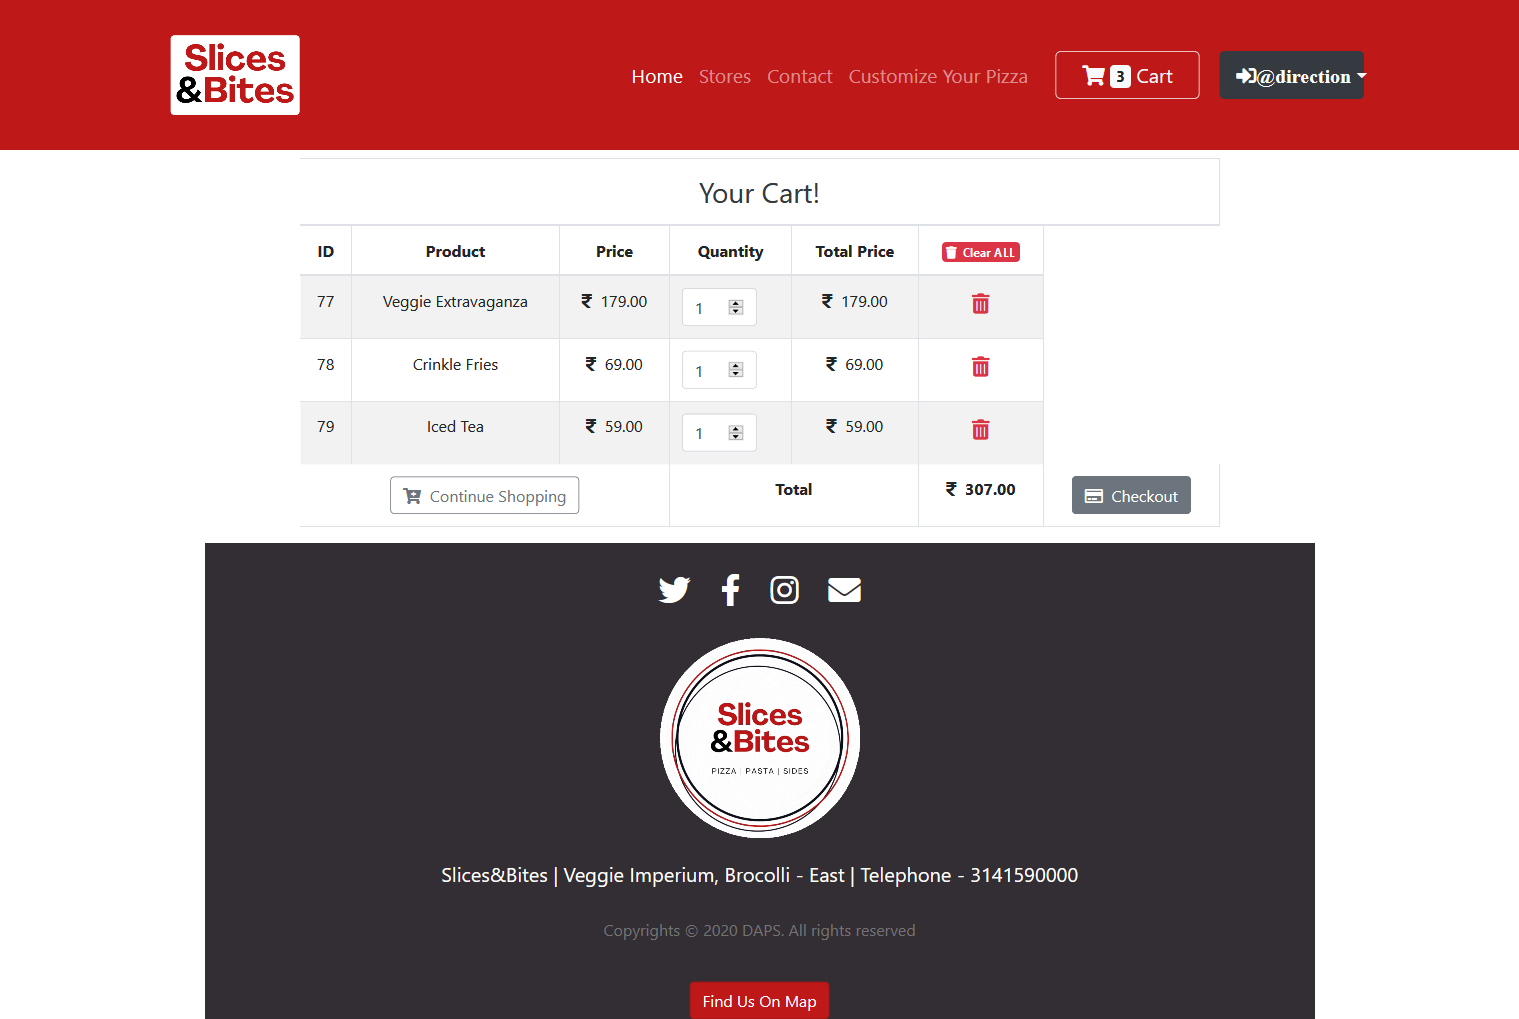 Slices
&Bites
Home Stores Contact Customize Your Pizza 3 Cart @direction
Your Cart!
ID Product Price Quantity Total Price Clear ALL
77 Veggie Extravaganza ₹ 179.00 1 ₹ 179.00
78 Crinkle Fries ₹ 69.00 1 ₹ 69.00
79 Iced Tea ₹ 59.00 1 ₹ 59.00
Continue Shopping Total ₹ 307.00 Checkout
Slices
&Bites
PIZZA | PASTA | SIDES
Slices&Bites | Veggie Imperium, Brocolli - East | Telephone - 3141590000
Copyrights © 2020 DAPS. All rights reserved
Find Us On Map